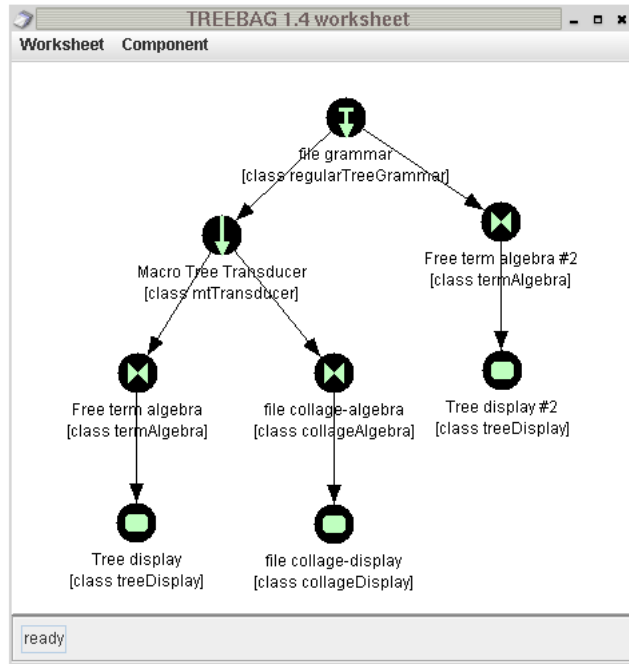 TREEBAG 1.4 worksheet
Worksheet Component
file grammar
[class regularTreeGrammar]
Macro Tree Transducer
[class mtTransducer]
Free term algebra #2
[class termAlgebra]
Free term algebra
[class termAlgebra]
file collage-algebra
[class collageAlgebra]
Tree display #2
[class treeDisplay]
Tree display
[class treeDisplay]
file collage-display
[class collageDisplay]
ready